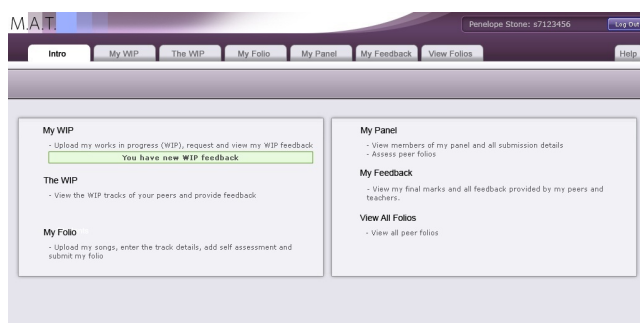 M.A.T.
Penelope Stone: s7123456
Log Out
Intro
My WIP
The WIP
My Folio
My Panel
My Feedback
View Folios
Help
My WIP
- Upload my works in progress (WIP), request and view my WIP feedback
You have new WIP feedback
The WIP
- View the WIP tracks of your peers and provide feedback
My Folio
- Upload my songs, enter the track details, add self assessment and
submit my folio
My Panel
- View members of my panel and all submission details
- Assess peer folios
My Feedback
- View my final marks and all feedback provided by my peers and
teachers.
View All Folios
- View all peer folios